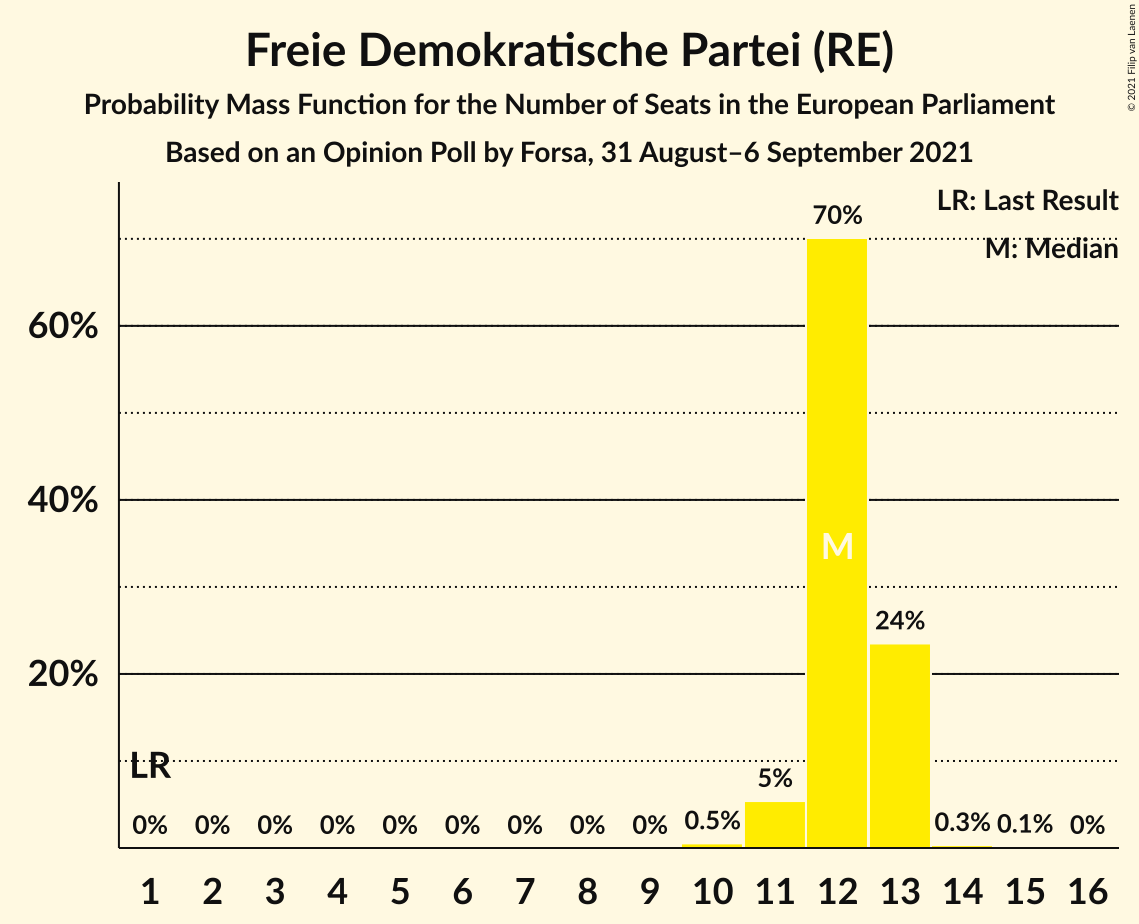 Freie Demokratische Partei (RE)
Probability Mass Function for the Number of Seats in the European Parliament
Based on an Opinion Poll by Forsa, 31 August–6 September 2021
© 2021 Filip van Laenen
LR: Last Result
M: Median
70%
60%
40%
M
24%
20%
LR
5%
0% 0% 0% 0% 0% 0% 0% 0% 0% 0.5% 0.3% 0.1% 0%
1 2 3 4 5 6 7 8 9 10 11 12 13 14 15 16